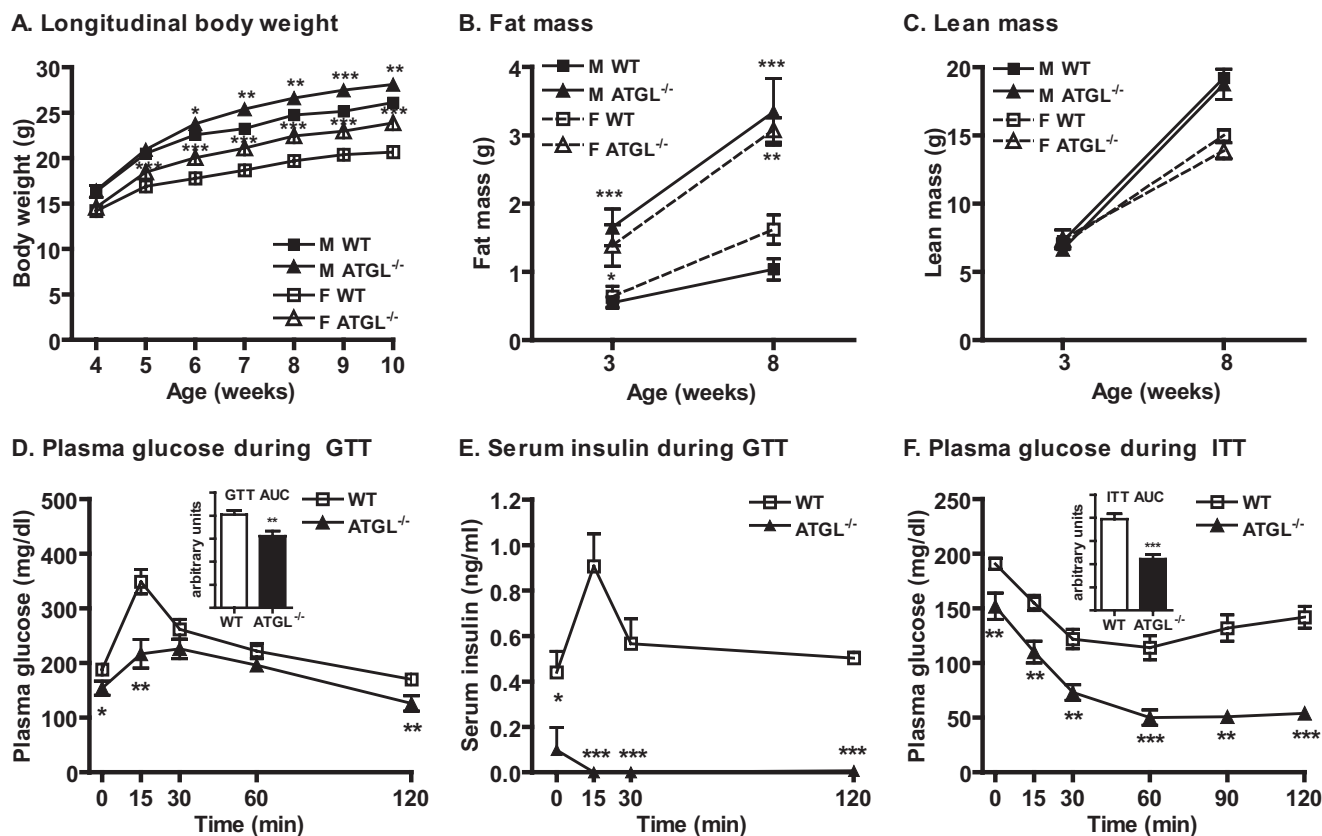 A. Longitudinal body weight
Body weight (g)
30
25
20
15
10
5
0
* ** ** *** **
*** *** *** *** *** ***
M WT
M ATGL-/-
F WT
F ATGL-/-
4 5 6 7 8 9 10
Age (weeks)
B. Fat mass
Fat mass (g)
4
3
2
1
0
M WT
M ATGL-/-
F WT
F ATGL-/-
***
**
***
*
3 8
Age (weeks)
C. Lean mass
Lean mass (g)
20
15
10
5
0
M WT
M ATGL-/-
F WT
F ATGL-/-
3 8
Age (weeks)
D. Plasma glucose during GTT
Plasma glucose (mg/dl)
500
400
300
200
100
0
GTT AUC
arbitrary units
**
WT ATGL-/-
WT
ATGL-/-
* ** **
0 15 30 60 120
Time (min)
E. Serum insulin during GTT
Serum insulin (ng/ml)
1.2
1.0
0.8
0.6
0.4
0.2
0.0
WT
ATGL-/-
* *** *** ***
0 15 30 120
Time (min)
F. Plasma glucose during ITT
Plasma glucose (mg/dl)
250
200
150
100
50
0
ITT AUC
arbitrary units
***
WT ATGL-/-
WT
ATGL-/-
** ** ** *** ** ***
0 15 30 60 90 120
Time (min)